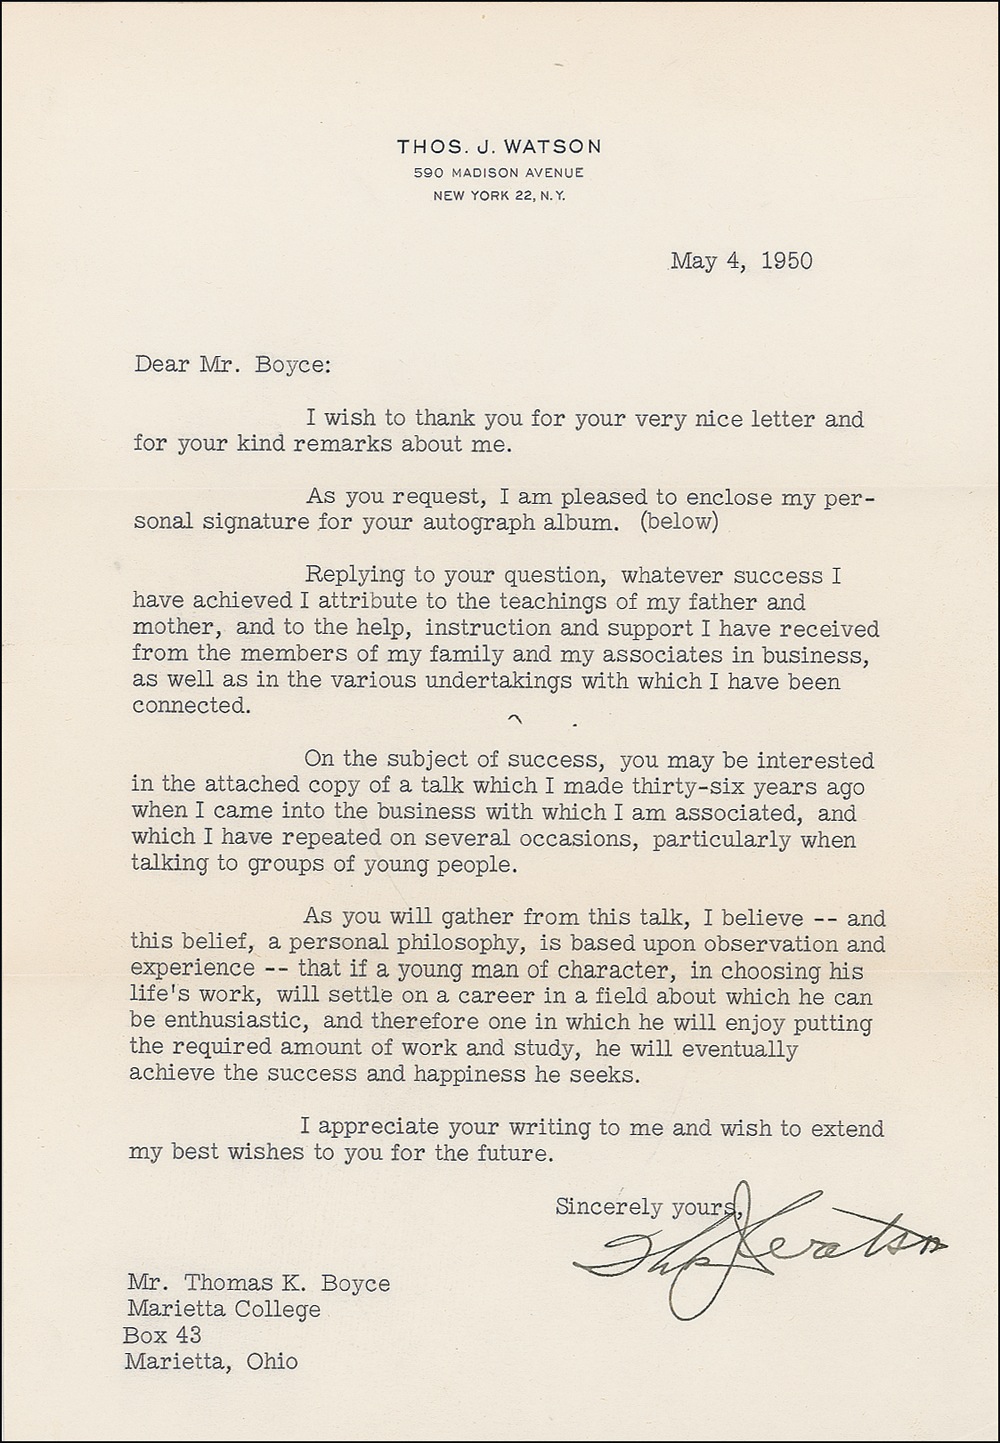 THOS. J. WATSON
590 MADISON AVENUE
NEW YORK 22, N.Y.
May 4, 1950
Dear Mr. Boyce:
I wish to thank you for your very nice letter and
for your kind remarks about me.
As you request, I am pleased to enclose my per-
sonal signature for your autograph album. (below)
Replying to your question, whatever success I
have achieved I attribute to the teachings of my father and
mother, and to the help, instruction and support I have received
from the members of my family and my associates in business,
as well as in the various undertakings with which I have been
connected.
On the subject of success, you may be interested
in the attached copy of a talk which I made thirty-six years ago
when I came into the business with which I am associated, and
which I have repeated on several occasions, particularly when
talking to groups of young people.
As you will gather from this talk, I believe -- and
this belief, a personal philosophy, is based upon observation and
experience -- that if a young man of character, in choosing his
life's work, will settle on a career in a field about which he can
be enthusiastic, and therefore one in which he will enjoy putting
the required amount of work and study, he will eventually
achieve the success and happiness he seeks.
I appreciate your writing to me and wish to extend
my best wishes to you for the future.
Sincerely yours,
Thos J Watson
Mr. Thomas K. Boyce
Marietta College
Box 43
Marietta, Ohio